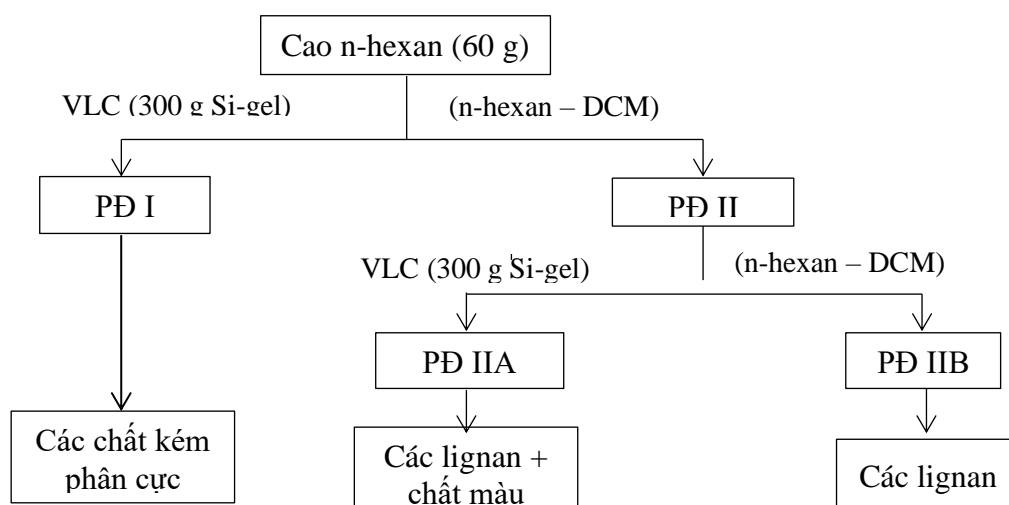 Cao n-hexan (60 g)
VLC (300 g Si-gel)
(n-hexan – DCM)
PĐ I
PĐ II
VLC (300 g Si-gel)
(n-hexan – DCM)
PĐ IIA
PĐ IIB
Các chất kém
phân cực
Các lignan +
chất màu
Các lignan